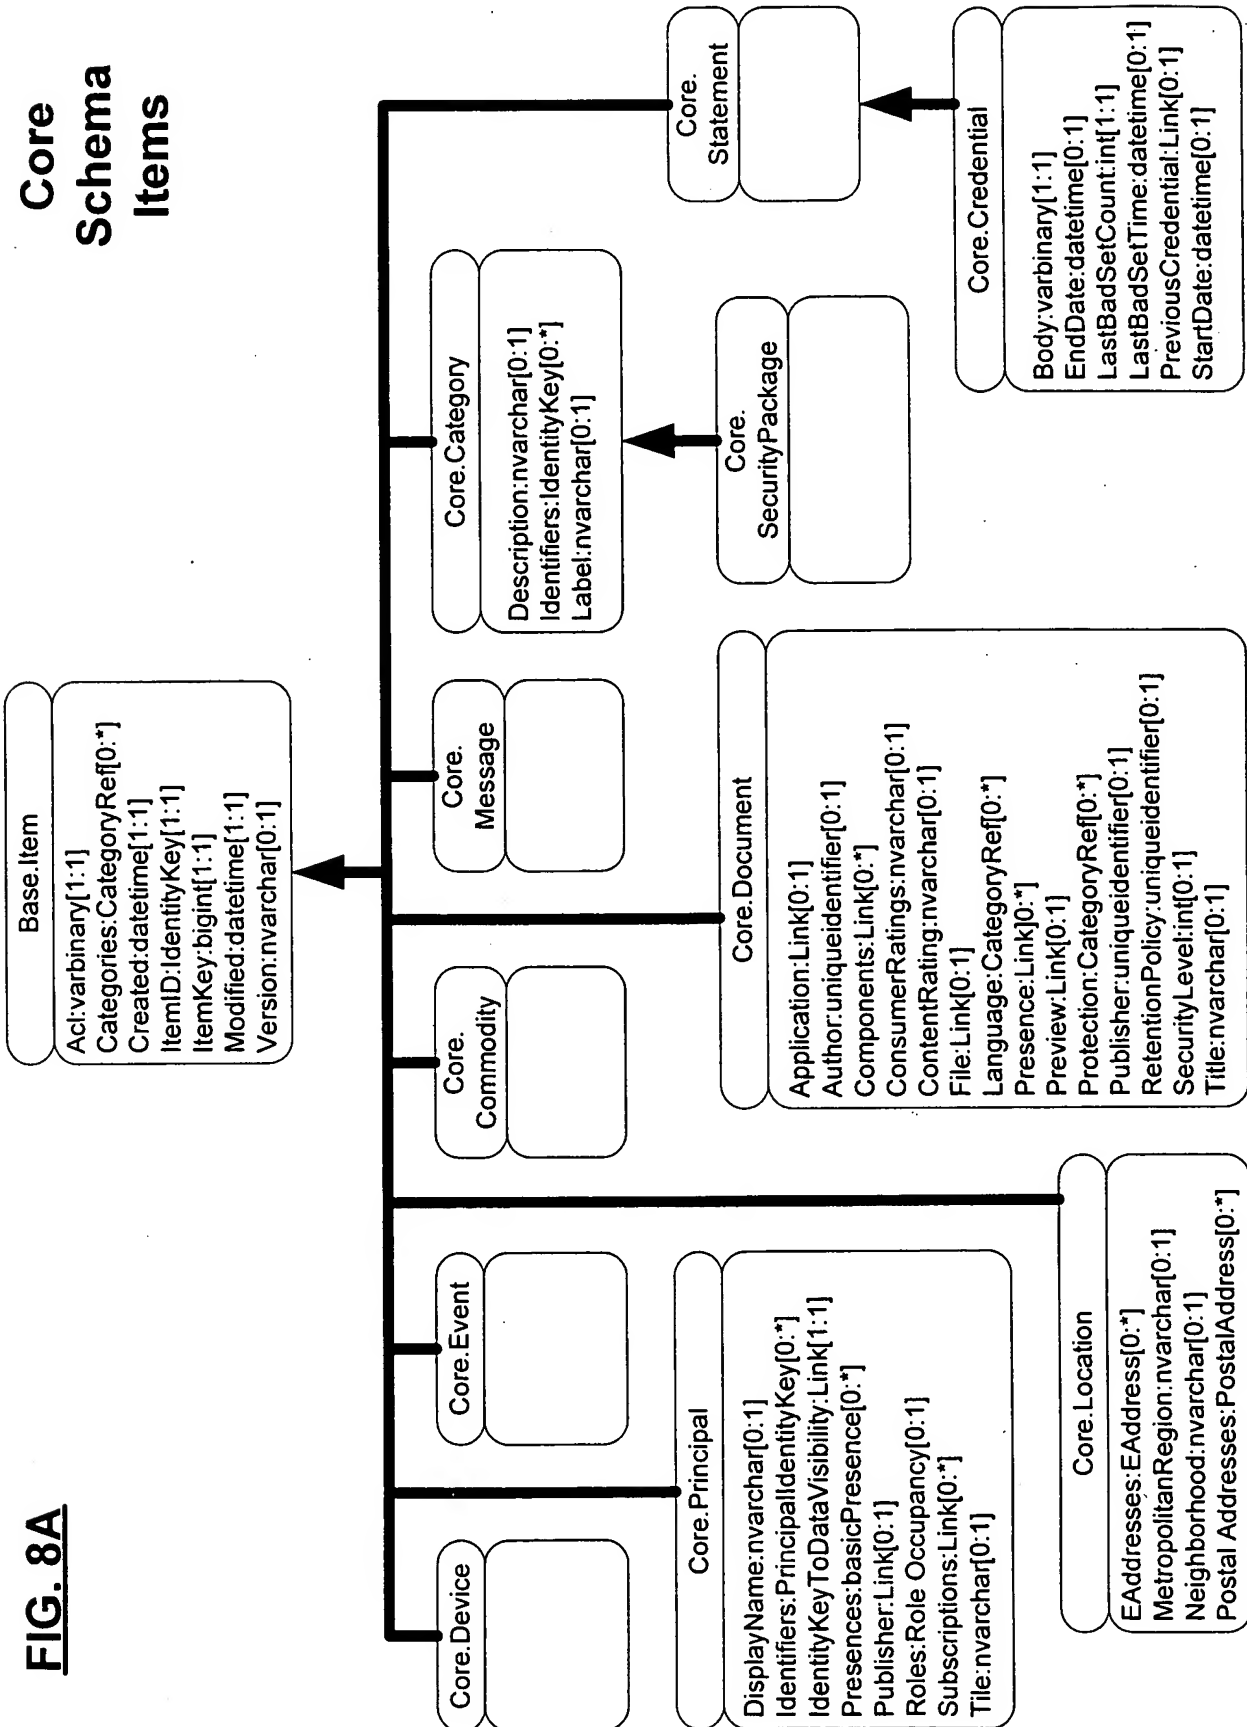 FIG. 8A
Core
Schema
Items
Base.Item
Acl:varbinary[1:1]
Categories:CategoryRef[0:*]
Created:datetime[1:1]
ItemID:IdentityKey[1:1]
ItemKey:bigint[1:1]
Modified:datetime[1:1]
Version:nvarchar[0:1]
Core.Device
Core.Event
Core.
Commodity
Core.
Message
Core.Category
Description:nvarchar[0:1]
Identifiers:IdentityKey[0:*]
Label:nvarchar[0:1]
Core.
Statement
Core.Principal
DisplayName:nvarchar[0:1]
Identifiers:PrincipalIdentityKey[0:*]
IdentityKeyToDataVisibility:Link[1:1]
Presences:basicPresence[0:*]
Publisher:Link[0:1]
Roles:Role Occupancy[0:1]
Subscriptions:Link[0:*]
Tile:nvarchar[0:1]
Core.Document
Application:Link[0:1]
Author:uniqueidentifier[0:1]
Components:Link[0:*]
ConsumerRatings:nvarchar[0:1]
ContentRating:nvarchar[0:1]
File:Link[0:1]
Language:CategoryRef[0:*]
Presence:Link]0:*]
Preview:Link[0:1]
Protection:CategoryRef[0:*]
Publisher:uniqueidentifier[0:1]
RetentionPolicy:uniqueidentifier[0:1]
SecurityLevel:int[0:1]
Title:nvarchar[0:1]
Core.
SecurityPackage
Core.Location
EAddresses:EAddress[0:*]
MetropolitanRegion:nvarchar[0:1]
Neighborhood:nvarchar[0:1]
Postal Addresses:PostalAddress[0:*]
Core.Credential
Body:varbinary[1:1]
EndDate:datetime[0:1]
LastBadSetCount:int[1:1]
LastBadSetTime:datetime[0:1]
PreviousCredential:Link[0:1]
StartDate:datetime[0:1]